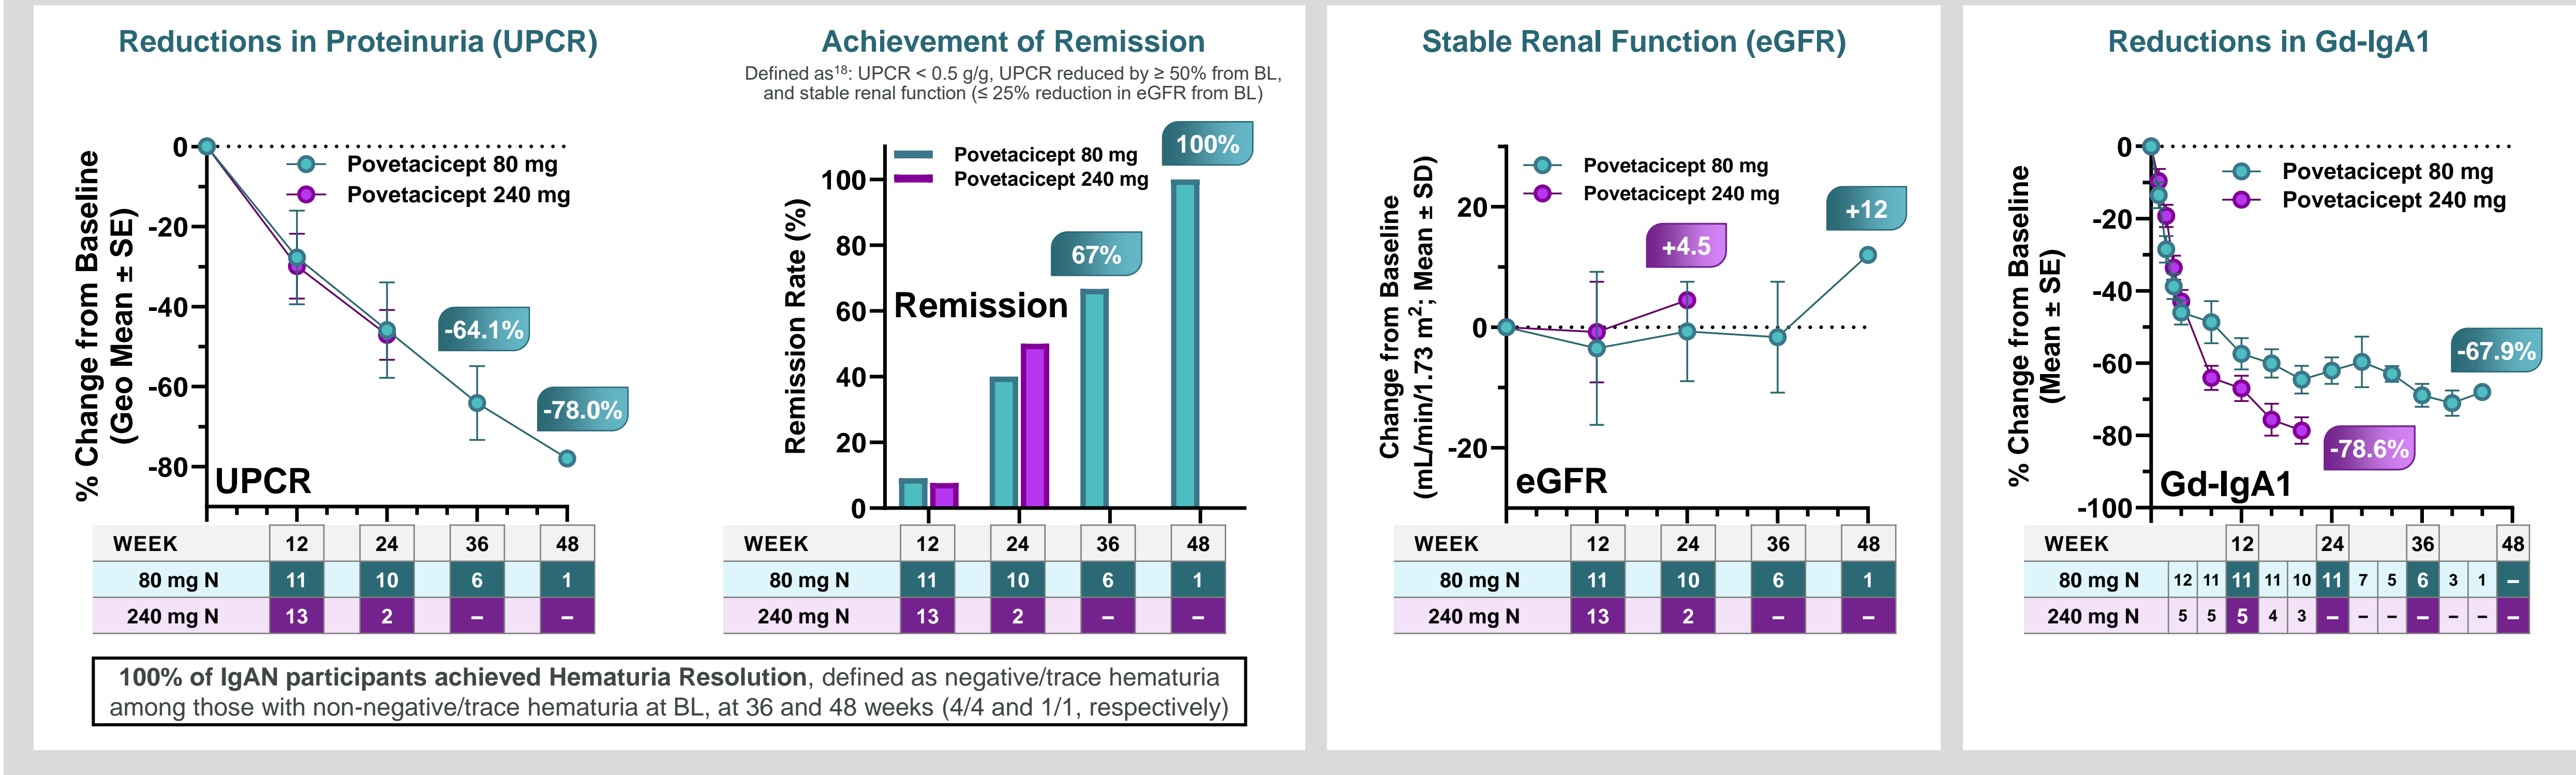 Reductions in Proteinuria (UPCR)
% Change from Baseline
(Geo Mean ± SE)
0
-20
-40
-60
-80
Povetacicept 80 mg
Povetacicept 240 mg
-64.1%
-78.0%
UPCR
WEEK 12 24 36 48
80 mg N 11 10 6 1
240 mg N 13 2 – –
Achievement of Remission
Defined as¹⁸: UPCR < 0.5 g/g, UPCR reduced by ≥ 50% from BL,
and stable renal function (≤ 25% reduction in eGFR from BL)
Remission Rate (%)
100
80
60
40
20
0
Povetacicept 80 mg
Povetacicept 240 mg
100%
67%
Remission
WEEK 12 24 36 48
80 mg N 11 10 6 1
240 mg N 13 2 – –
100% of IgAN participants achieved Hematuria Resolution, defined as negative/trace hematuria
among those with non-negative/trace hematuria at BL, at 36 and 48 weeks (4/4 and 1/1, respectively)
Stable Renal Function (eGFR)
Change from Baseline
(mL/min/1.73 m²; Mean ± SD)
20
0
-20
Povetacicept 80 mg
Povetacicept 240 mg
+4.5
+12
eGFR
WEEK 12 24 36 48
80 mg N 11 10 6 1
240 mg N 13 2 – –
Reductions in Gd-IgA1
% Change from Baseline
(Mean ± SE)
0
-20
-40
-60
-80
-100
Povetacicept 80 mg
Povetacicept 240 mg
-67.9%
-78.6%
Gd-IgA1
WEEK 12 24 36 48
80 mg N 12 11 11 11 10 11 7 5 6 3 1 –
240 mg N 5 5 5 4 3 – – – – – – –